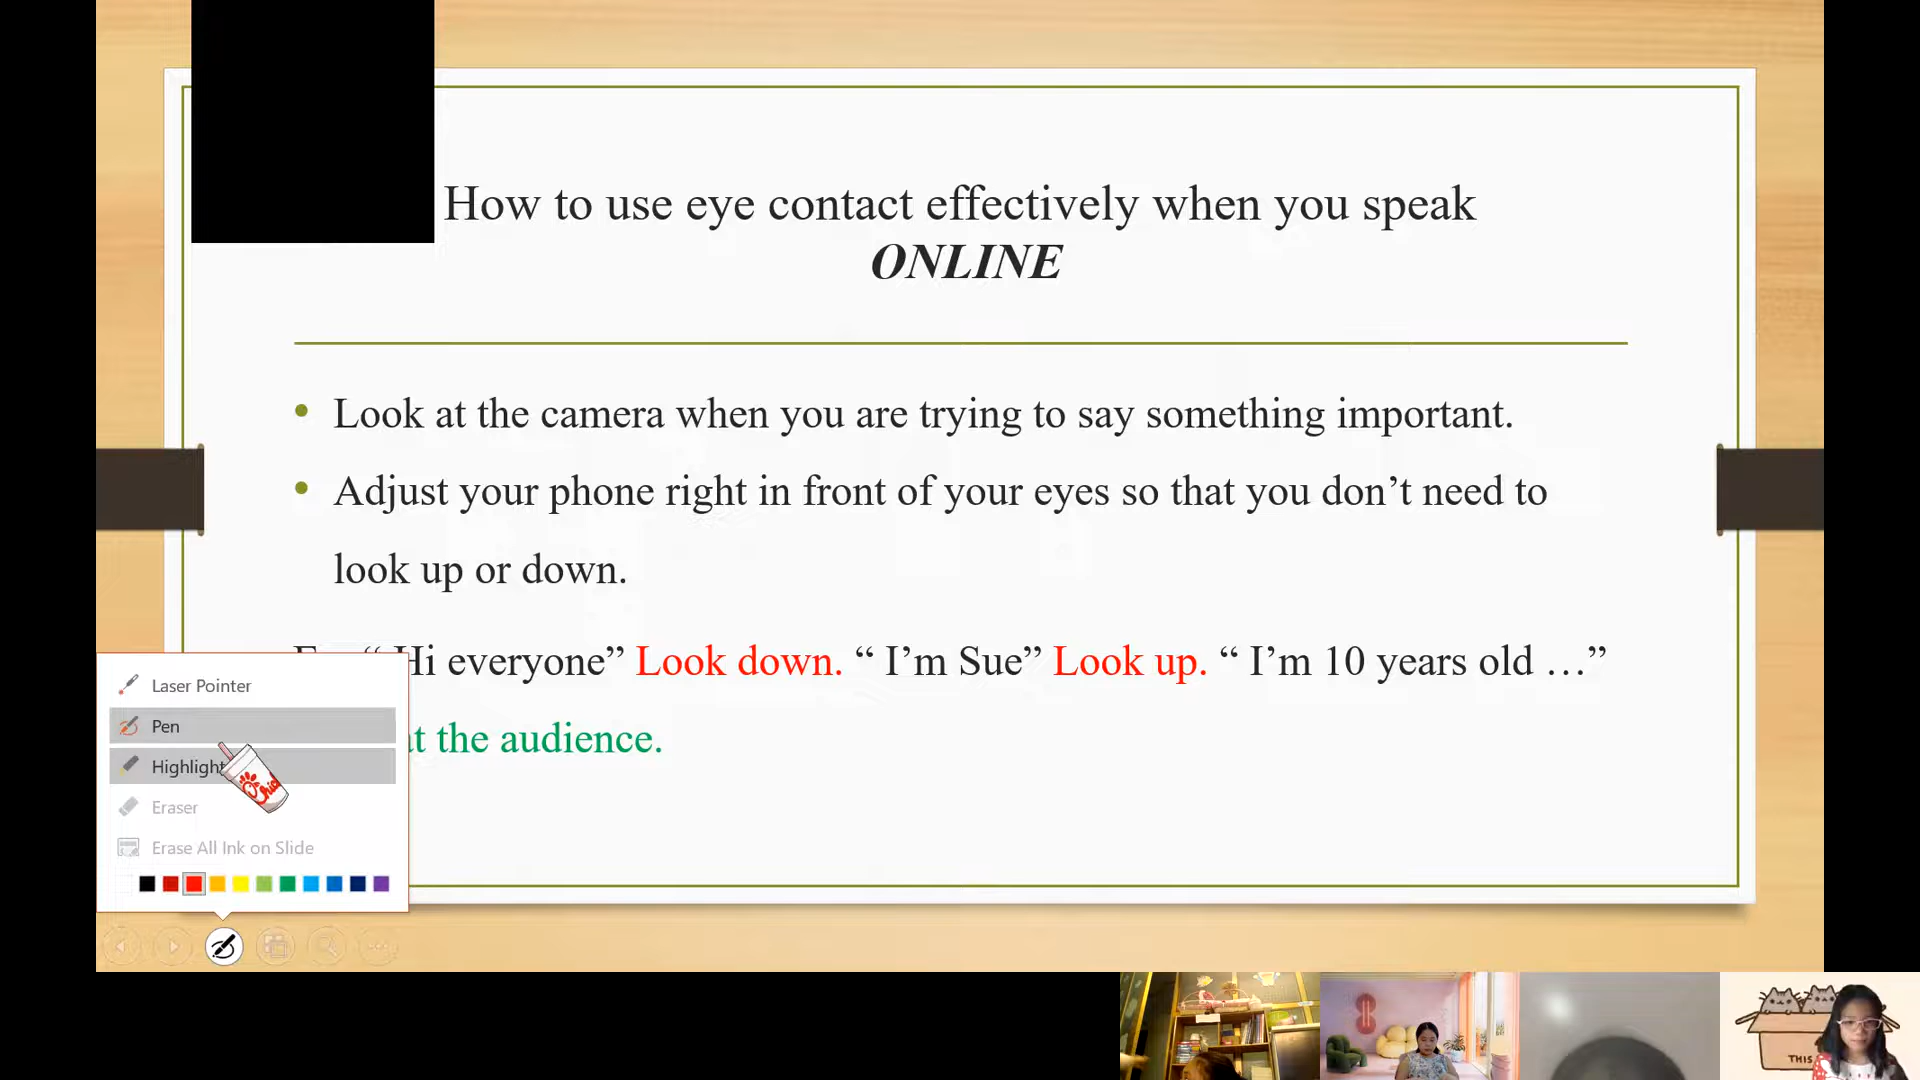 How to use eye contact effectively when you speak
ONLINE
• Look at the camera when you are trying to say something important.
• Adjust your phone right in front of your eyes so that you don’t need to
look up or down.
“ Hi everyone” Look down. “ I’m Sue” Look up. “ I’m 10 years old …”
at the audience.
Laser Pointer
Pen
Highlight
Eraser
Erase All Ink on Slide
THIS